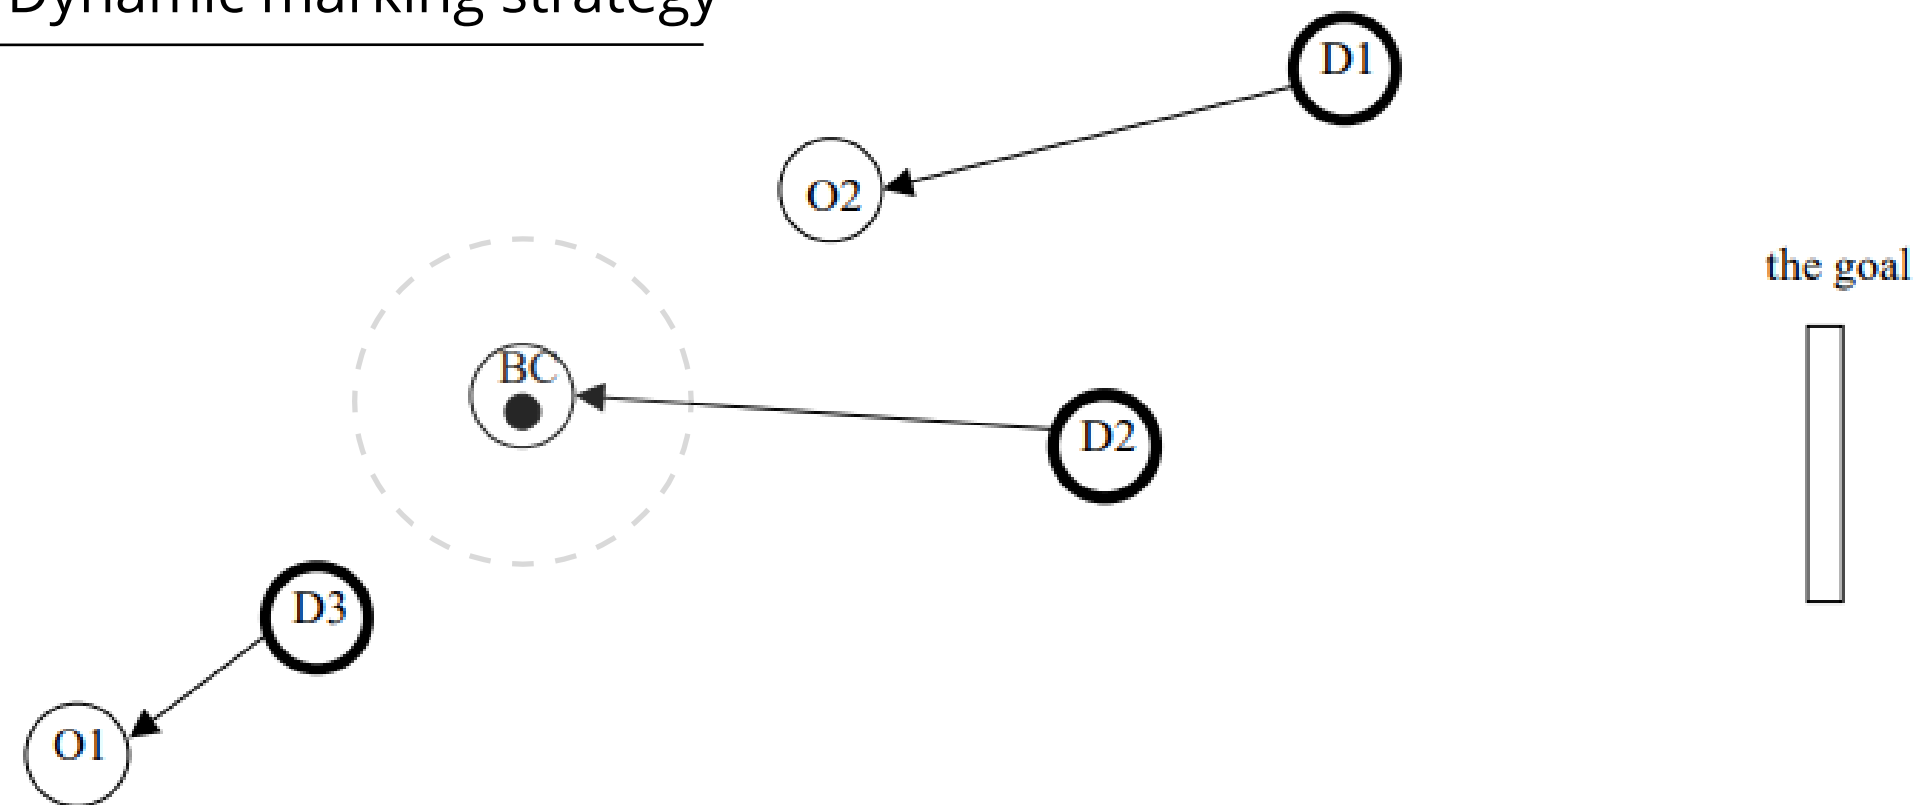 Dynamic marking strategy
D1
O2
the goal
BC
D2
D3
O1